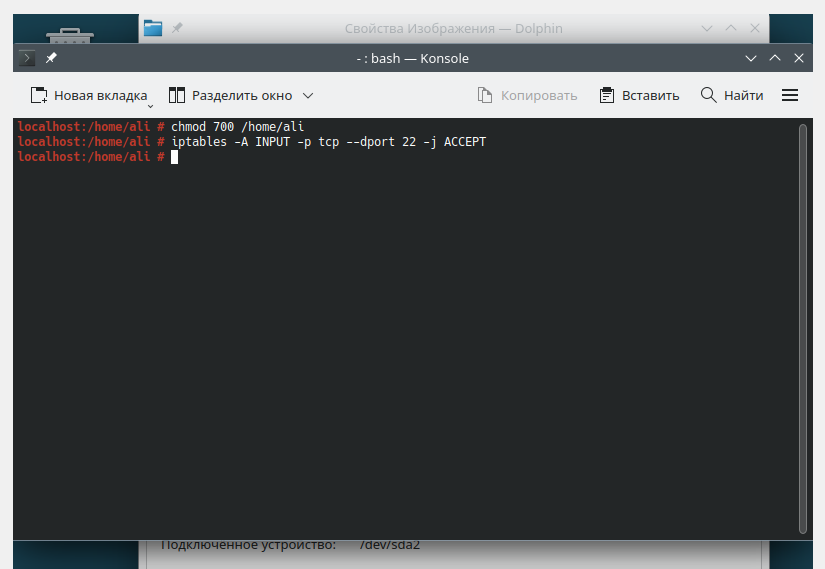 Свойства Изображения — Dolphin
- : bash — Konsole
Новая вкладка
Разделить окно
Копировать
Вставить
Найти
localhost:/home/ali # chmod 700 /home/ali
localhost:/home/ali # iptables -A INPUT -p tcp --dport 22 -j ACCEPT
localhost:/home/ali #
Подключённое устройство: /dev/sda2